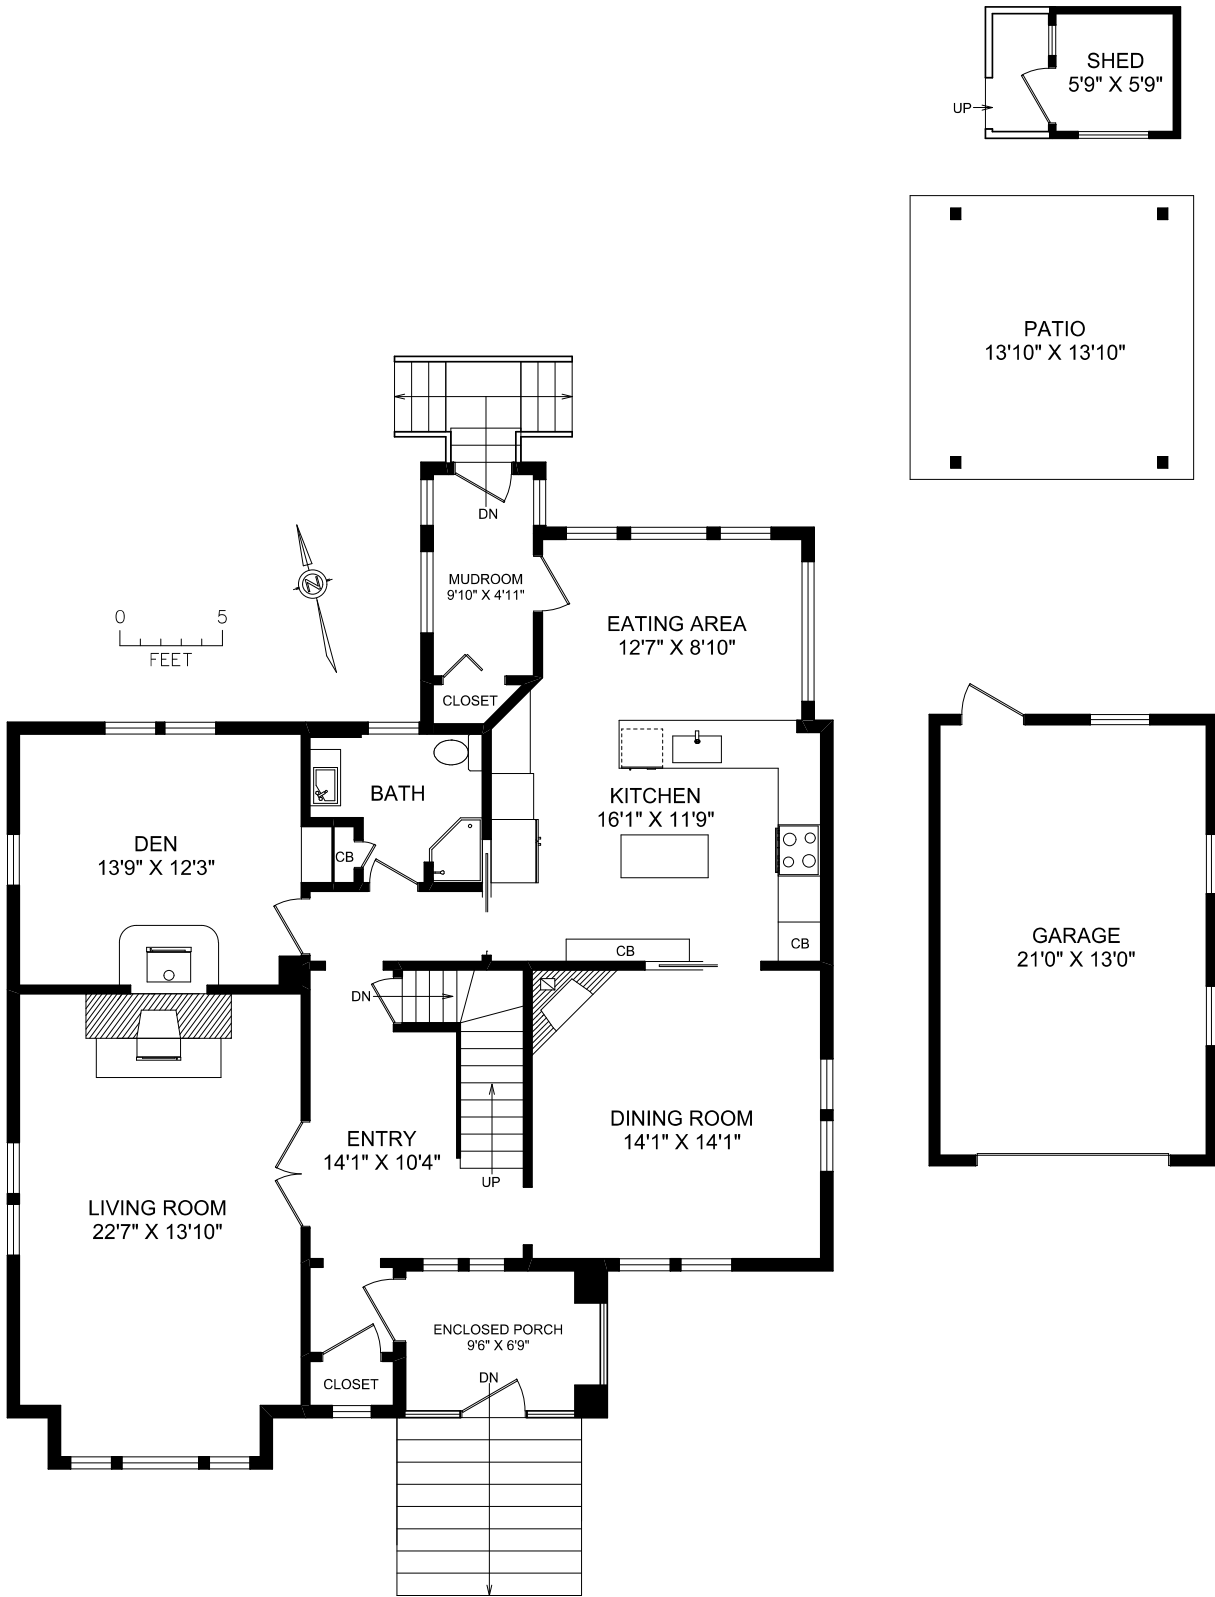 SHED
5'9" X 5'9"
UP
PATIO
13'10" X 13'10"
DN
MUDROOM
9'10" X 4'11"
0 5
FEET
N
EATING AREA
12'7" X 8'10"
CLOSET
BATH
KITCHEN
16'1" X 11'9"
DEN
13'9" X 12'3"
CB
GARAGE
21'0" X 13'0"
CB
CB
DN
DINING ROOM
14'1" X 14'1"
ENTRY
14'1" X 10'4"
UP
LIVING ROOM
22'7" X 13'10"
ENCLOSED PORCH
9'6" X 6'9"
DN
CLOSET